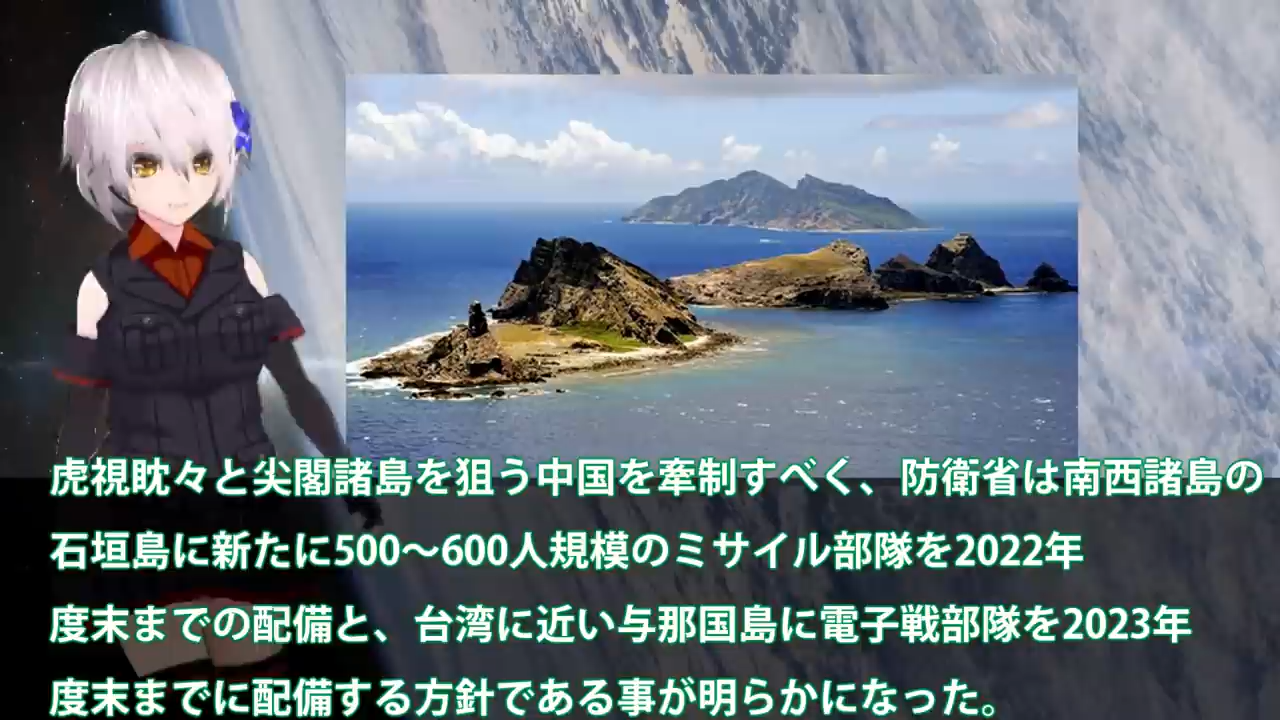 虎視眈々と尖閣諸島を狙う中国を牽制すべく、防衛省は南西諸島の
石垣島に新たに500～600人規模のミサイル部隊を2022年
度末までの配備と、台湾に近い与那国島に電子戦部隊を2023年
度末までに配備する方針である事が明らかになった。